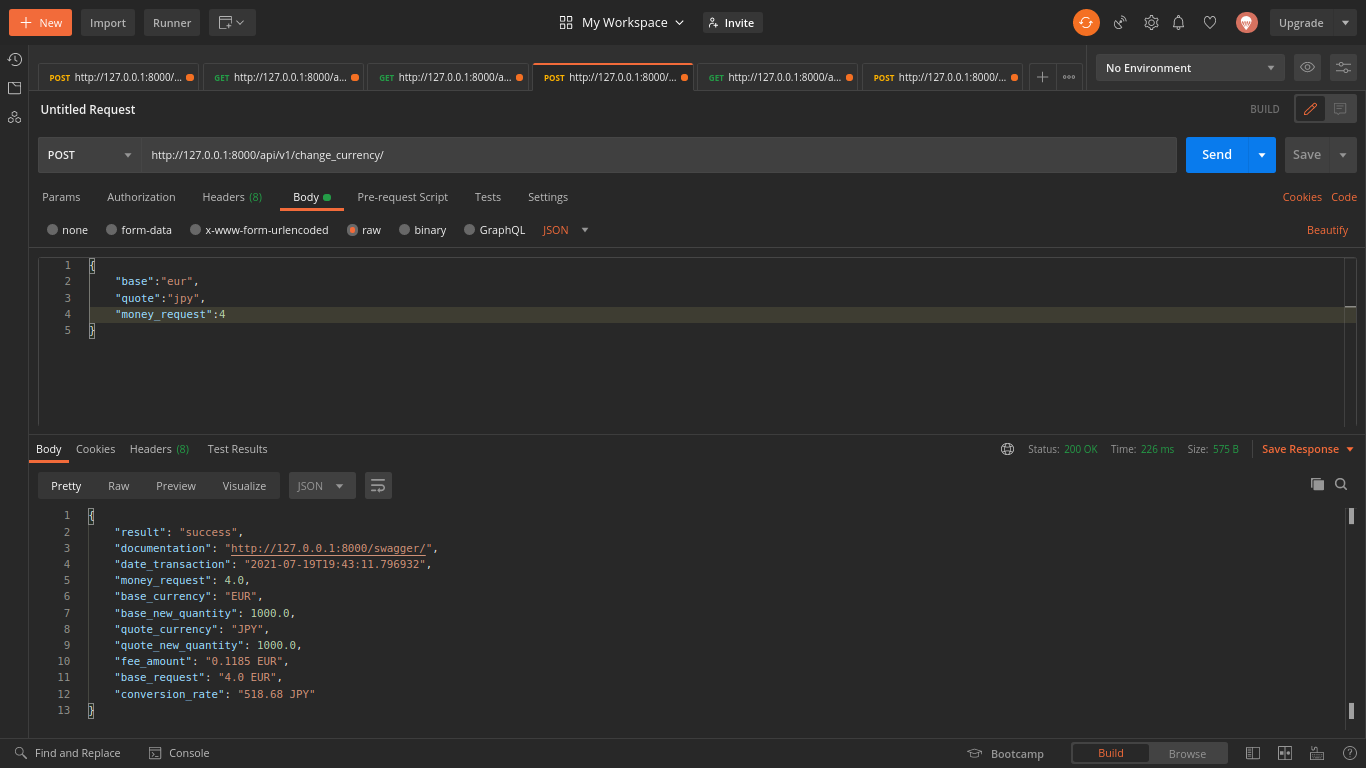 New Import Runner My Workspace Invite Upgrade
POST http://127.0.0.1:8000/... GET http://127.0.0.1:8000/a... GET http://127.0.0.1:8000/a... POST http://127.0.0.1:8000/... GET http://127.0.0.1:8000/a... POST http://127.0.0.1:8000/... No Environment
Untitled Request BUILD
POST http://127.0.0.1:8000/api/v1/change_currency/ Send Save
Params Authorization Headers (8) Body Pre-request Script Tests Settings Cookies Code
none form-data x-www-form-urlencoded raw binary GraphQL JSON Beautify
1 {
2 "base":"eur",
3 "quote":"jpy",
4 "money_request":4
5 }
Body Cookies Headers (8) Test Results Status: 200 OK Time: 226 ms Size: 575 B Save Response
Pretty Raw Preview Visualize JSON
1 {
2 "result": "success",
3 "documentation": "http://127.0.0.1:8000/swagger/",
4 "date_transaction": "2021-07-19T19:43:11.796932",
5 "money_request": 4.0,
6 "base_currency": "EUR",
7 "base_new_quantity": 1000.0,
8 "quote_currency": "JPY",
9 "quote_new_quantity": 1000.0,
10 "fee_amount": "0.1185 EUR",
11 "base_request": "4.0 EUR",
12 "conversion_rate": "518.68 JPY"
13 }
Find and Replace Console Bootcamp Build Browse